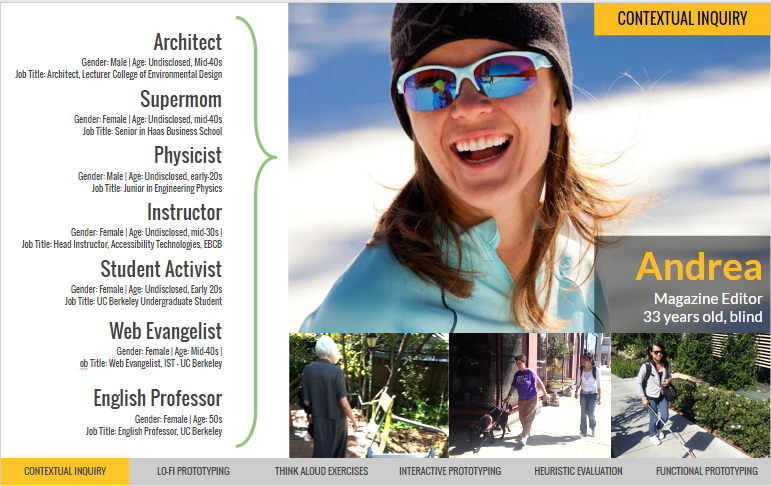 CONTEXTUAL INQUIRY
Architect
Gender: Male | Age: Undisclosed, Mid-40s
Job Title: Architect, Lecturer College of Environmental Design
Supermom
Gender: Female | Age: Undisclosed, mid-40s
Job Title: Senior in Haas Business School
Physicist
Gender: Male | Age: Undisclosed, early-20s
Job Title: Junior in Engineering Physics
Instructor
Gender: Female | Age: Undisclosed, mid-30s |
Job Title: Head Instructor, Accessibility Technologies, EBCB
Student Activist
Gender: Female | Age: Undisclosed, Early 20s
Job Title: UC Berkeley Undergraduate Student
Web Evangelist
Gender: Female | Age: Mid-40s |
ob Title: Web Evangelist, IST - UC Berkeley
English Professor
Gender: Female | Age: 50s
Job Title: English Professor, UC Berkeley
Andrea
Magazine Editor
33 years old, blind
CONTEXTUAL INQUIRY
LO-FI PROTOTYPING
THINK ALOUD EXERCISES
INTERACTIVE PROTOTYPING
HEURISTIC EVALUATION
FUNCTIONAL PROTOTYPING